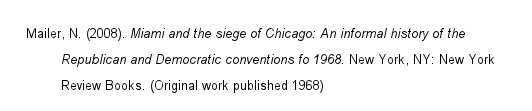 Mailer, N. (2008). Miami and the siege of Chicago: An informal history of the
Republican and Democratic conventions fo 1968. New York, NY: New York
Review Books. (Original work published 1968)